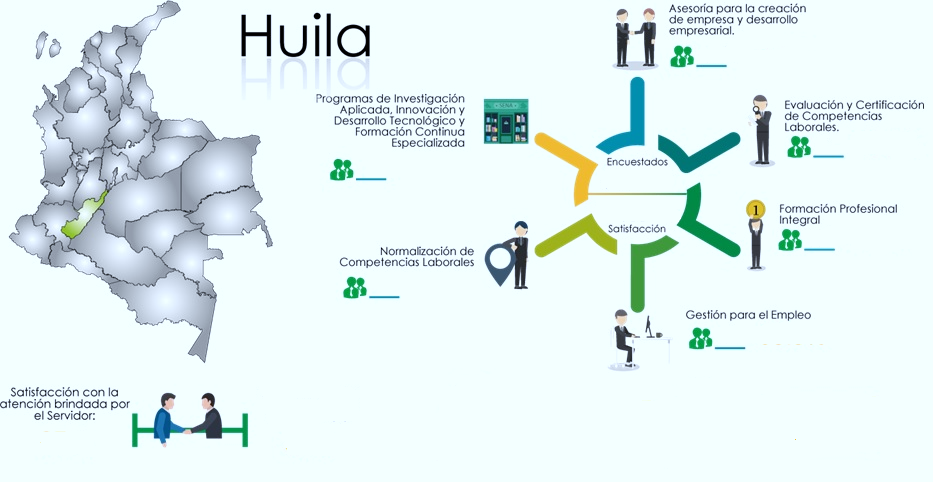 Huila
Asesoría para la creación
de empresa y desarrollo
empresarial.
Programas de Investigación
Aplicada, Innovación y
Desarrollo Tecnológico y
Formación Continua
Especializada
Evaluación y Certificación
de Competencias
Laborales.
Encuestados
Formación Profesional
Integral
1
Satisfacción
Normalización de
Competencias Laborales
Gestión para el Empleo
Satisfacción con la
atención brindada por
el Servidor: